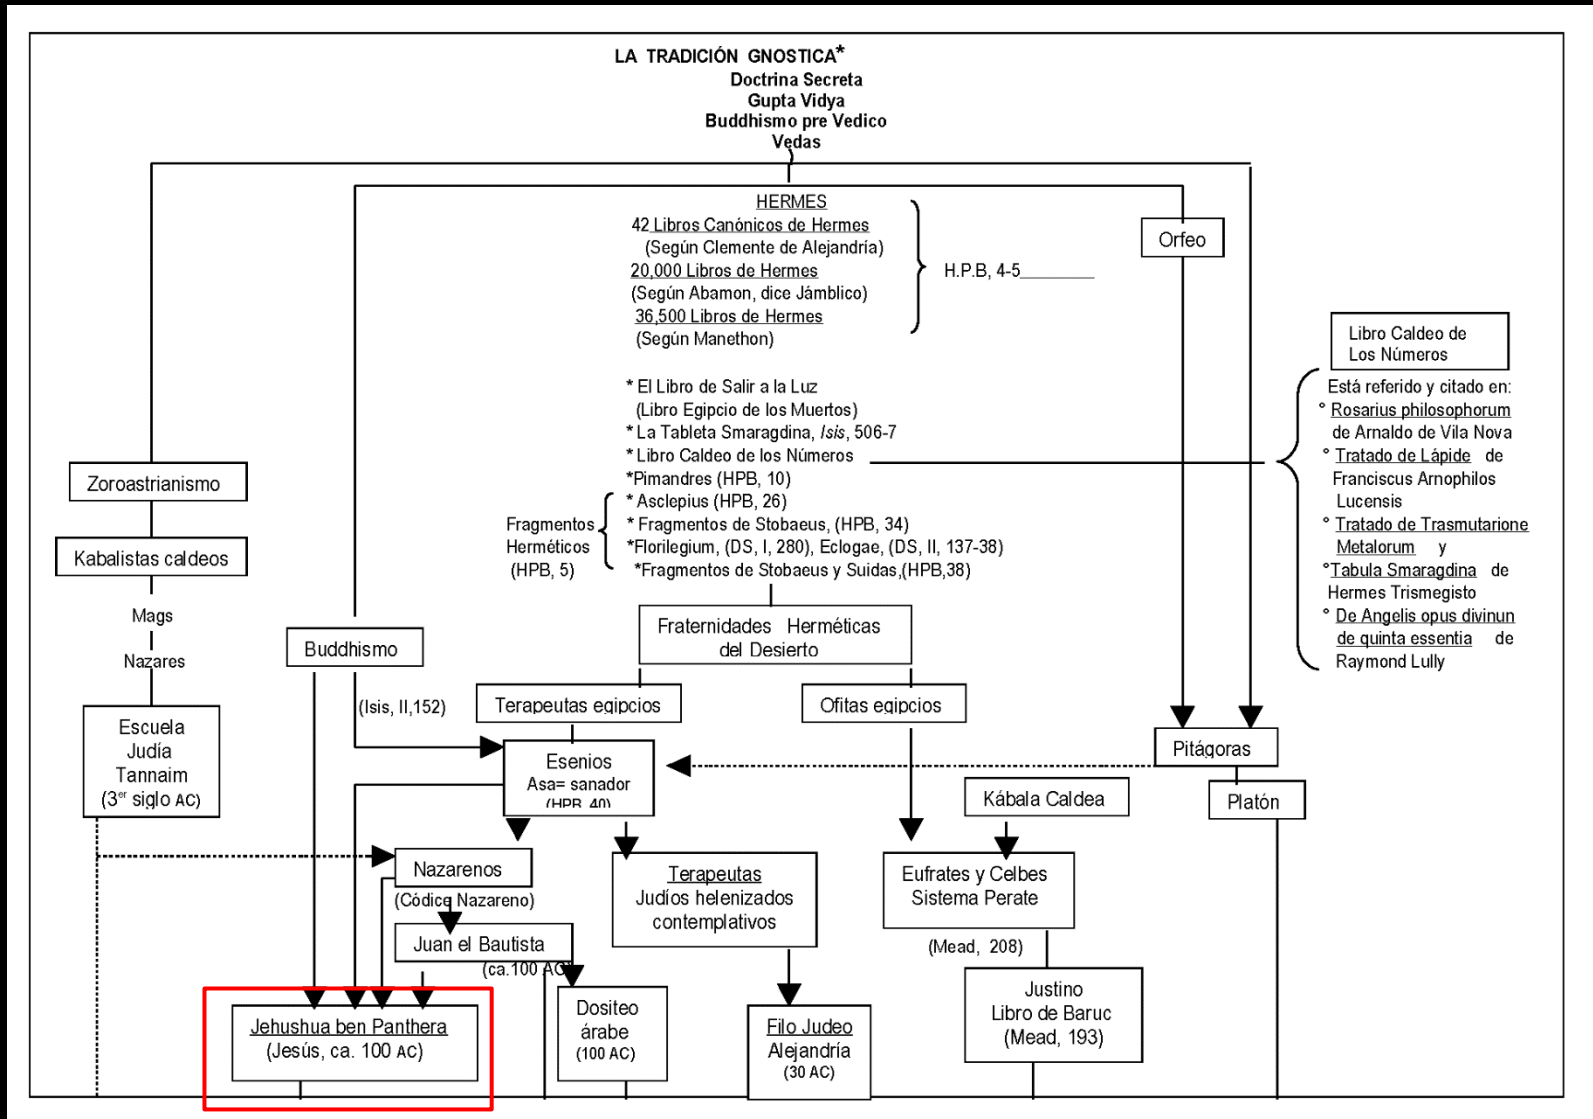 LA TRADICIÓN GNOSTICA*
Doctrina Secreta
Gupta Vidya
Buddhismo pre Vedico
Vedas
HERMES
42 Libros Canónicos de Hermes
(Según Clemente de Alejandría)
20,000 Libros de Hermes
(Según Abamon, dice Jámblico)
36,500 Libros de Hermes
(Según Manethon)
H.P.B, 4-5
Orfeo
* El Libro de Salir a la Luz
(Libro Egipcio de los Muertos)
* La Tableta Smaragdina, Isis, 506-7
* Libro Caldeo de los Números
*Pimandres (HPB, 10)
* Asclepius (HPB, 26)
* Fragmentos de Stobaeus, (HPB, 34)
*Florilegium, (DS, I, 280), Eclogae, (DS, II, 137-38)
*Fragmentos de Stobaeus y Suidas,(HPB,38)
Fragmentos
Herméticos
(HPB, 5)
Libro Caldeo de
Los Números
Está referido y citado en:
° Rosarius philosophorum
de Arnaldo de Vila Nova
° Tratado de Lápide de
Franciscus Arnophilos
Lucensis
° Tratado de Trasmutarione
Metalorum y
°Tabula Smaragdina de
Hermes Trismegisto
° De Angelis opus divinun
de quinta essentia de
Raymond Lully
Zoroastrianismo
Kabalistas caldeos
Mags
Nazares
Escuela
Judía
Tannaim
(3er siglo AC)
Buddhismo
(Isis, II,152)
Fraternidades Herméticas
del Desierto
Terapeutas egipcios
Ofitas egipcios
Esenios
Asa= sanador
(HPB, 40)
Pitágoras
Platón
Kábala Caldea
Nazarenos
(Códice Nazareno)
Juan el Bautista
(ca.100 AC)
Terapeutas
Judíos helenizados
contemplativos
Eufrates y Celbes
Sistema Perate
(Mead, 208)
Jehushua ben Panthera
(Jesús, ca. 100 AC)
Dositeo
árabe
(100 AC)
Filo Judeo
Alejandría
(30 AC)
Justino
Libro de Baruc
(Mead, 193)